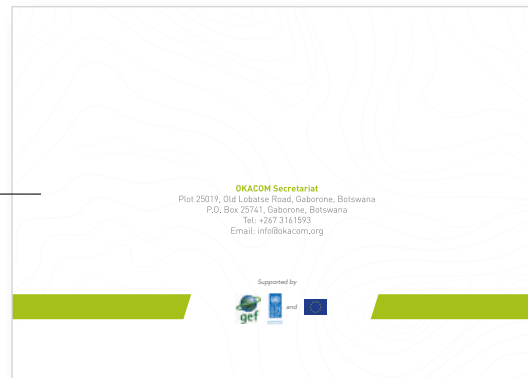 OKACOM Secretariat
Plot 25019, Old Lobatse Road, Gaborone, Botswana
P.O. Box 25741, Gaborone, Botswana
Tel: +267 3161593
Email: info@okacom.org
Supported by
gef
and